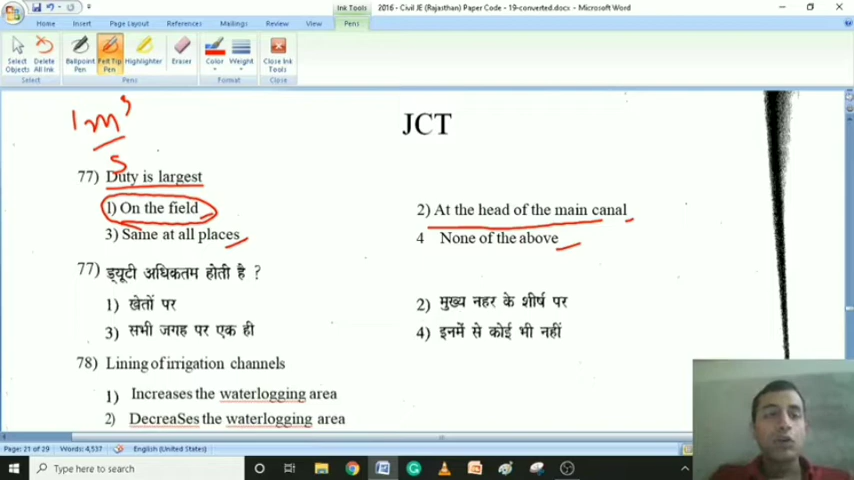 Ink Tools
2016 - Civil JE (Rajasthan) Paper Code - 19-converted.docx - Microsoft Word
Home Insert Page Layout References Mailings Review View Pens
Select Objects
Delete All Ink
Ballpoint Pen
Felt Tip Pen
Highlighter
Eraser
Color
Weight
Close Ink Tools
Select Pens Format Close
1 m³
s
JCT
77) Duty is largest
1) On the field 2) At the head of the main canal
3) Same at all places 4 None of the above
77) ड्यूटी अधिकतम होती है ?
1) खेतों पर 2) मुख्य नहर के शीर्ष पर
3) सभी जगह पर एक ही 4) इनमें से कोई भी नहीं
78) Lining of irrigation channels
1) Increases the waterlogging area
2) DecreaSes the waterlogging area
Page: 21 of 29 Words: 4,537 English (United States)
Type here to search